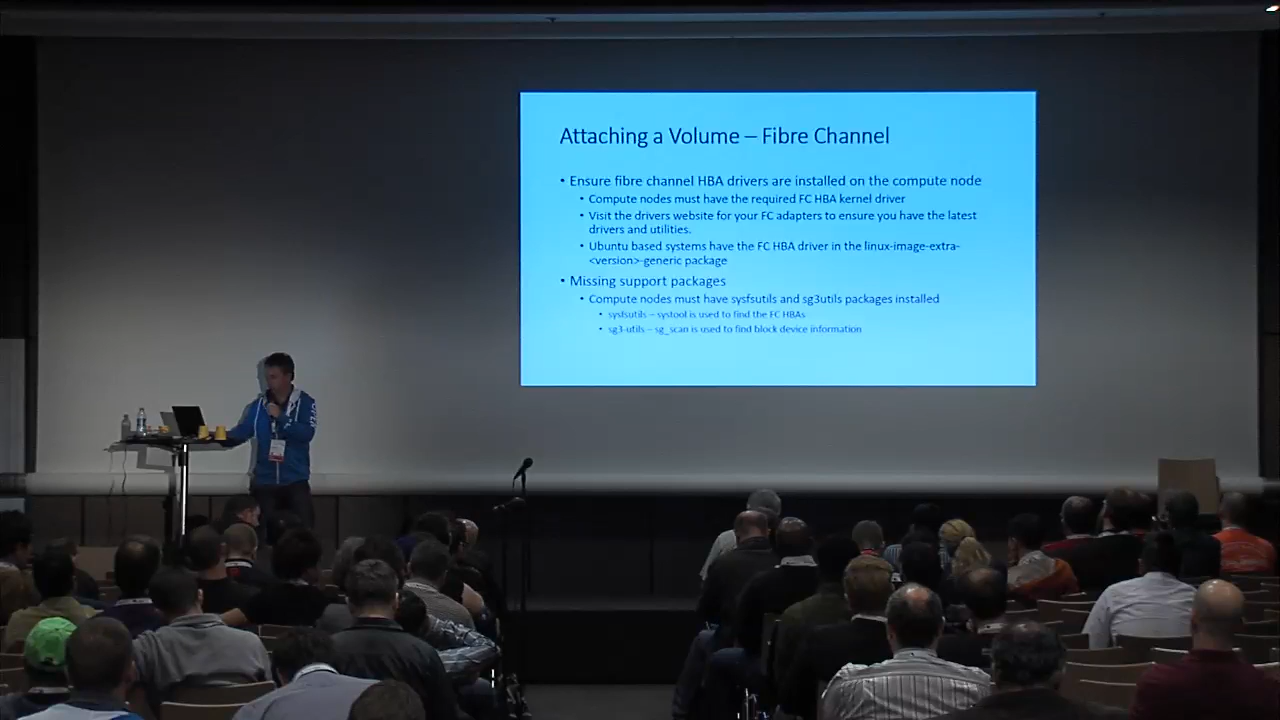 Attaching a Volume – Fibre Channel
• Ensure fibre channel HBA drivers are installed on the compute node
• Compute nodes must have the required FC HBA kernel driver
• Visit the drivers website for your FC adapters to ensure you have the latest
drivers and utilities.
• Ubuntu based systems have the FC HBA driver in the linux-image-extra-
<version>-generic package
• Missing support packages
• Compute nodes must have sysfsutils and sg3utils packages installed
• sysfsutils – systool is used to find the FC HBAs
• sg3-utils – sg_scan is used to find block device information